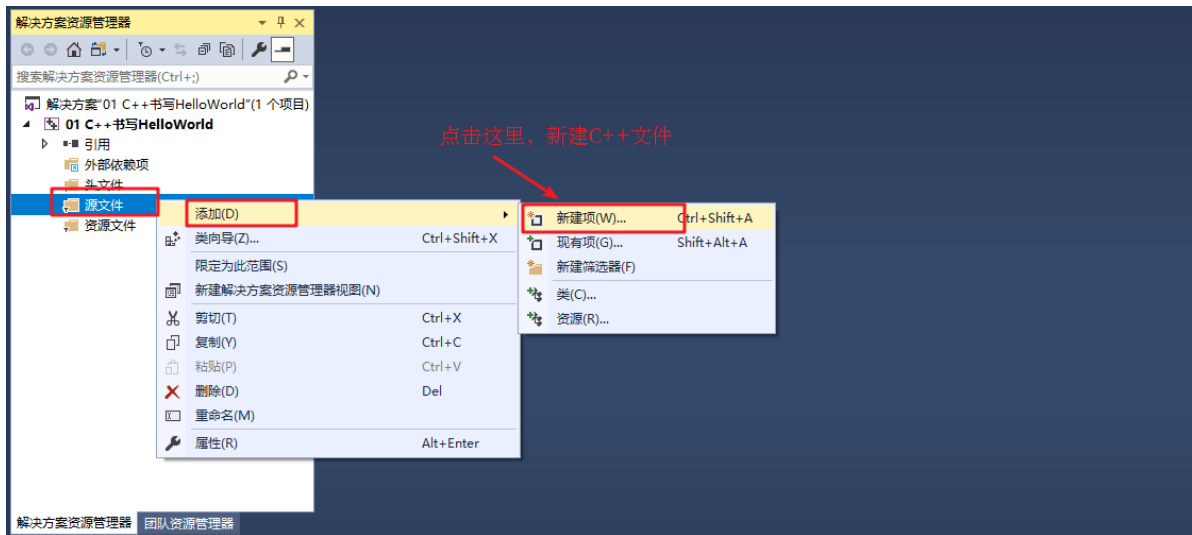 解决方案资源管理器
搜索解决方案资源管理器(Ctrl+;)
解决方案"01 C++书写HelloWorld"(1 个项目)
01 C++书写HelloWorld
引用
外部依赖项
头文件
源文件
资源文件
点击这里，新建C++文件
添加(D)
类向导(Z)... Ctrl+Shift+X
限定为此范围(S)
新建解决方案资源管理器视图(N)
剪切(T) Ctrl+X
复制(Y) Ctrl+C
粘贴(P) Ctrl+V
删除(D) Del
重命名(M)
属性(R) Alt+Enter
新建项(W)... Ctrl+Shift+A
现有项(G)... Shift+Alt+A
新建筛选器(F)
类(C)...
资源(R)...
解决方案资源管理器 团队资源管理器